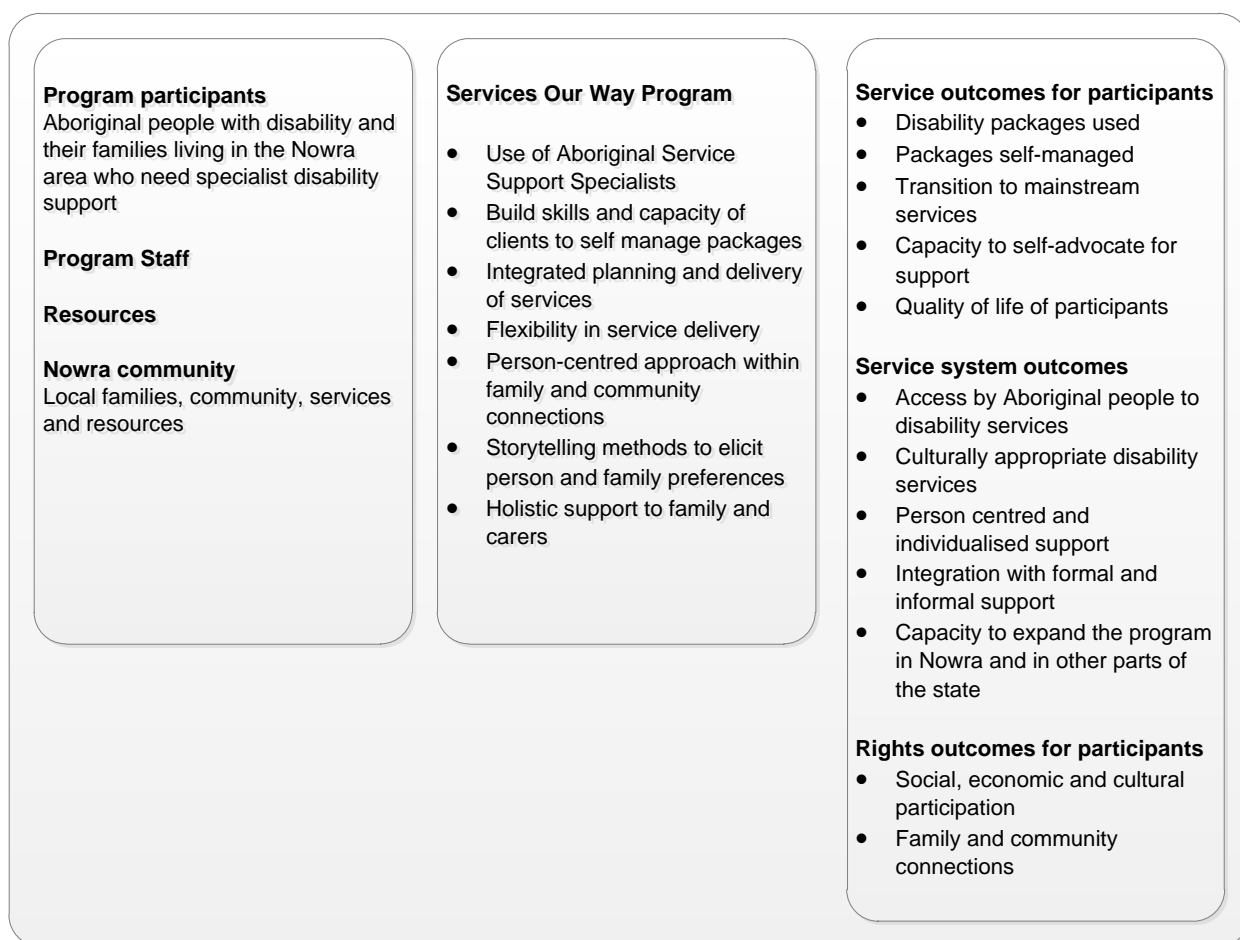 Program participants
Aboriginal people with disability and
their families living in the Nowra
area who need specialist disability
support
Program Staff
Resources
Nowra community
Local families, community, services
and resources
Services Our Way Program
• Use of Aboriginal Service
Support Specialists
• Build skills and capacity of
clients to self manage packages
• Integrated planning and delivery
of services
• Flexibility in service delivery
• Person-centred approach within
family and community
connections
• Storytelling methods to elicit
person and family preferences
• Holistic support to family and
carers
Service outcomes for participants
• Disability packages used
• Packages self-managed
• Transition to mainstream
services
• Capacity to self-advocate for
support
• Quality of life of participants
Service system outcomes
• Access by Aboriginal people to
disability services
• Culturally appropriate disability
services
• Person centred and
individualised support
• Integration with formal and
informal support
• Capacity to expand the program
in Nowra and in other parts of
the state
Rights outcomes for participants
• Social, economic and cultural
participation
• Family and community
connections